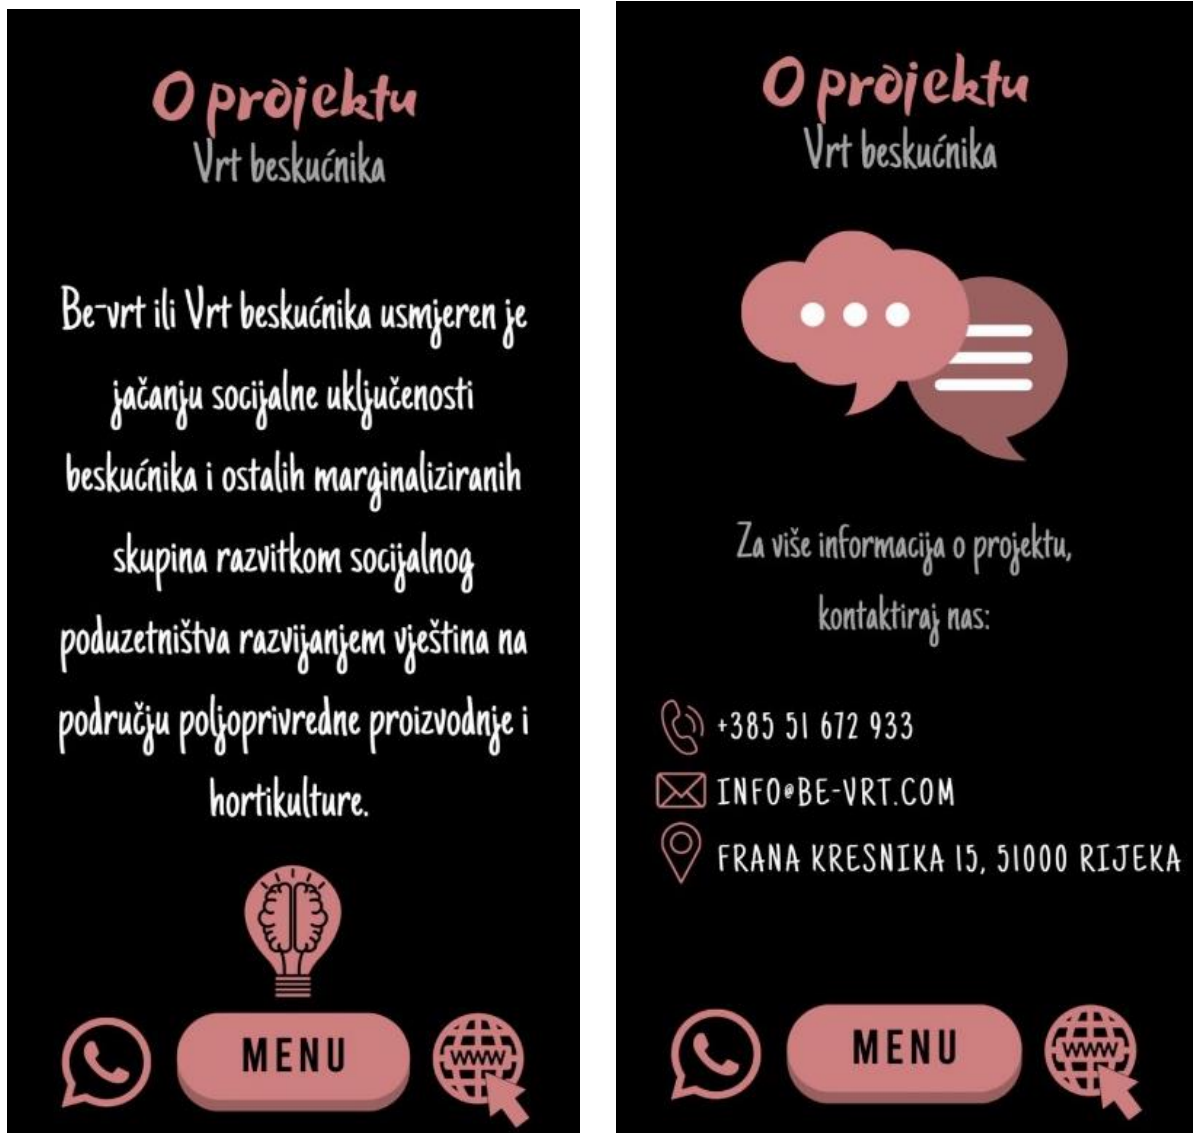 O projektu
Vrt beskućnika
Be-vrt ili Vrt beskućnika usmjeren je
jačanju socijalne uključenosti
beskućnika i ostalih marginaliziranih
skupina razvitkom socijalnog
poduzetništva razvijanjem vještina na
području poljoprivredne proizvodnje i
hortikulture.
MENU
WWW
O projektu
Vrt beskućnika
Za više informacija o projektu,
kontaktiraj nas:
+385 51 672 933
INFO@BE-VRT.COM
FRANA KRESNIKA 15, 51000 RIJEKA
MENU
WWW